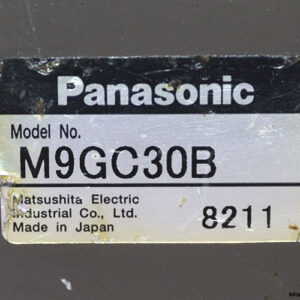 Panasonic
Model No.
M9GC30B
Matsushita Electric
Industrial Co., Ltd.
Made in Japan
8211